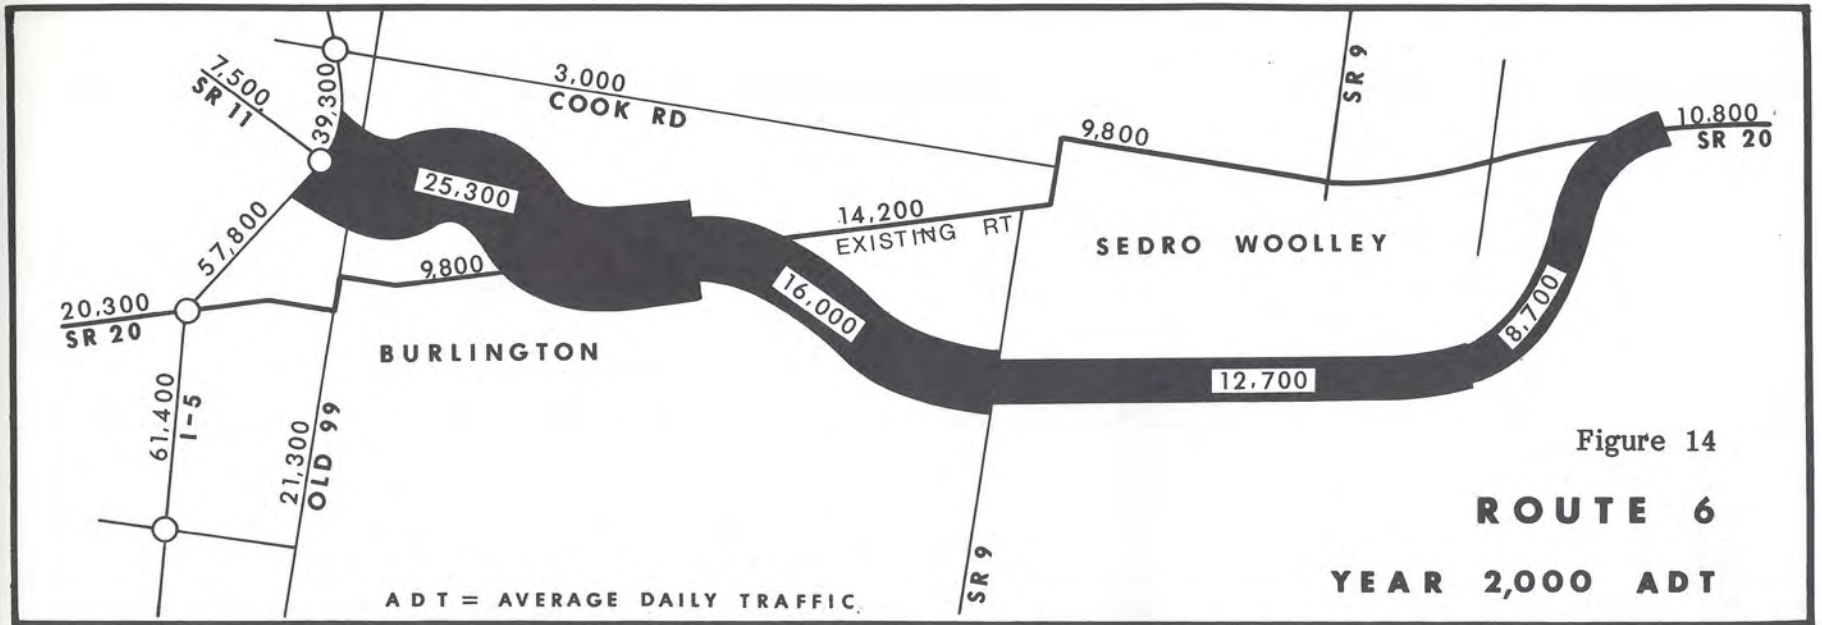 7,500
SR 11
39,300
3,000
COOK RD
9,800
SR 9
10,800
SR 20
25,300
14,200
EXISTING RT
SEDRO WOOLLEY
57,800
9,800
16,000
8,700
20,300
SR 20
BURLINGTON
12,700
61,400
I-5
21,300
OLD 99
SR 9
Figure 14
ROUTE 6
YEAR 2,000 ADT
ADT = AVERAGE DAILY TRAFFIC